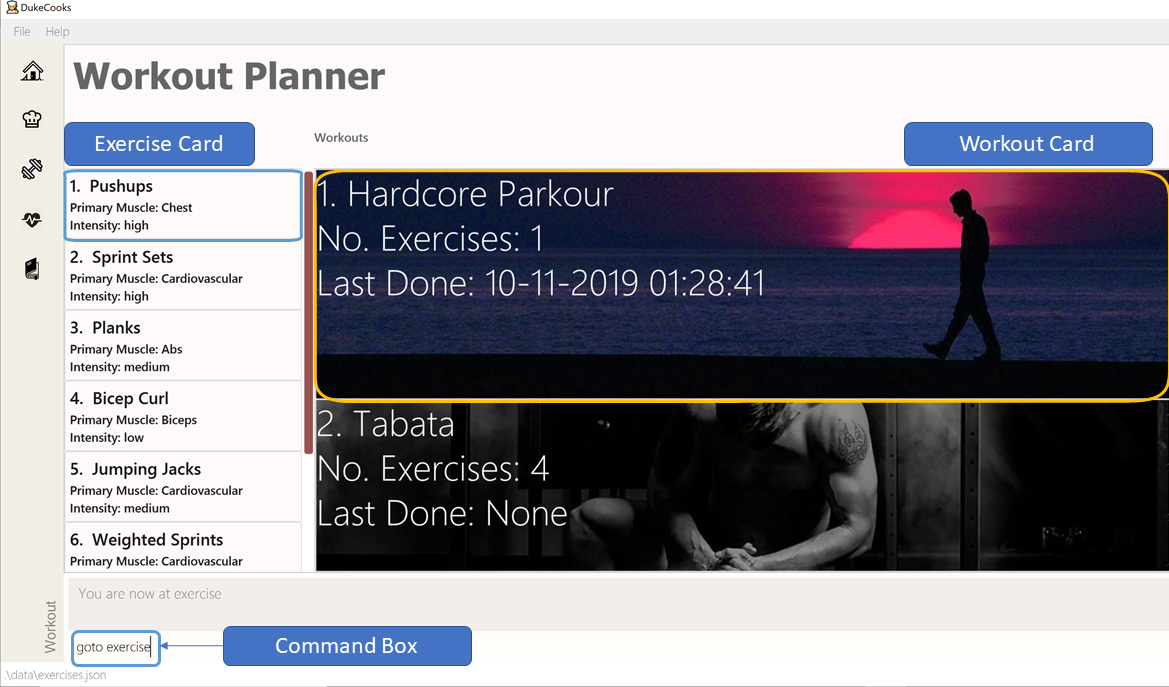 DukeCooks
File Help
Workout Planner
Exercise Card
Workouts
Workout Card
1. Pushups
Primary Muscle: Chest
Intensity: high
2. Sprint Sets
Primary Muscle: Cardiovascular
Intensity: high
3. Planks
Primary Muscle: Abs
Intensity: medium
4. Bicep Curl
Primary Muscle: Biceps
Intensity: low
5. Jumping Jacks
Primary Muscle: Cardiovascular
Intensity: medium
6. Weighted Sprints
Primary Muscle: Cardiovascular
1. Hardcore Parkour
No. Exercises: 1
Last Done: 10-11-2019 01:28:41
2. Tabata
No. Exercises: 4
Last Done: None
You are now at exercise
Workout
goto exercise
Command Box
.\data\exercises.json